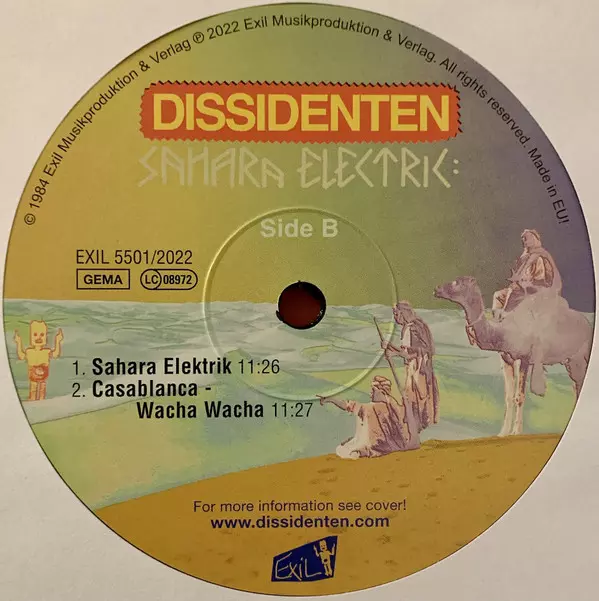 © 1984 Exil Musikproduktion & Verlag ℗ 2022 Exil Musikproduktion & Verlag. All rights reserved. Made in EU!
DISSIDENTEN
SAHARA ELECTRIC:
Side B
EXIL 5501/2022
GEMA LC 08972
1. Sahara Elektrik 11:26
2. Casablanca -
Wacha Wacha 11:27
For more information see cover!
www.dissidenten.com
EXIL